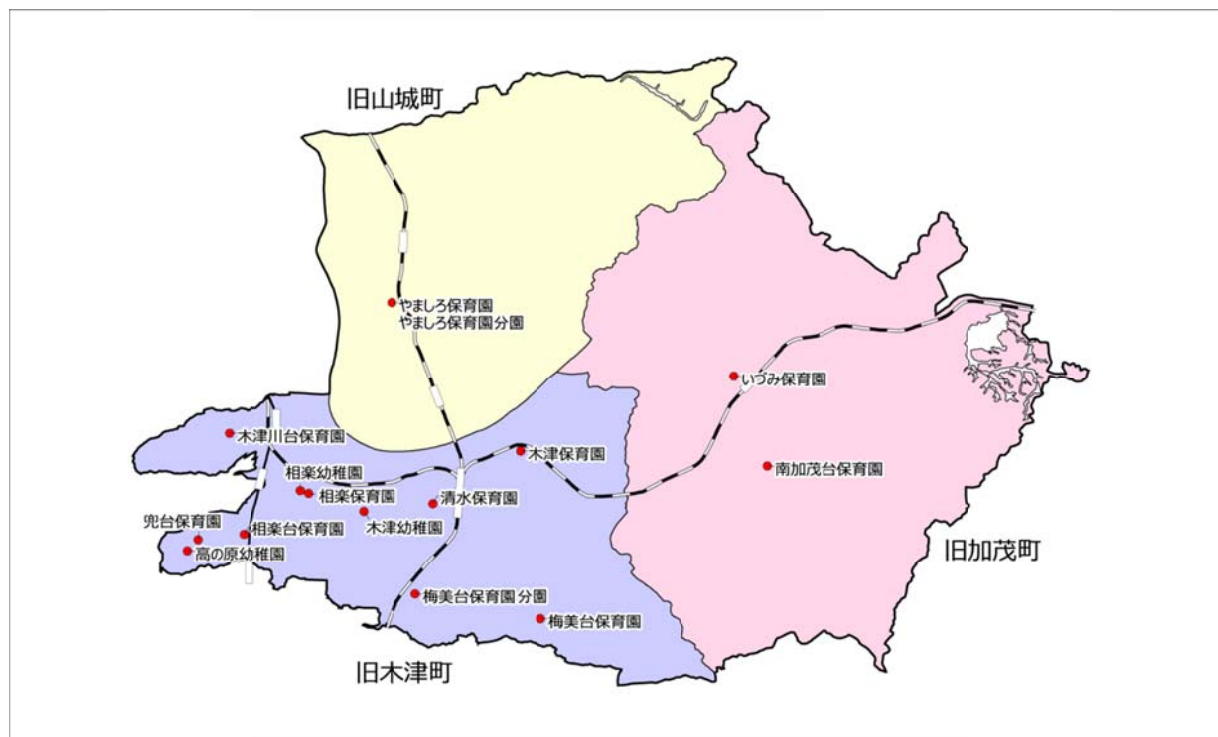 旧山城町
やましろ保育園
やましろ保育園分園
いづみ保育園
木津川台保育園
木津保育園
相楽幼稚園
南加茂台保育園
相楽保育園
清水保育園
兜台保育園
相楽台保育園
木津幼稚園
高の原幼稚園
旧加茂町
梅美台保育園分園
梅美台保育園
旧木津町